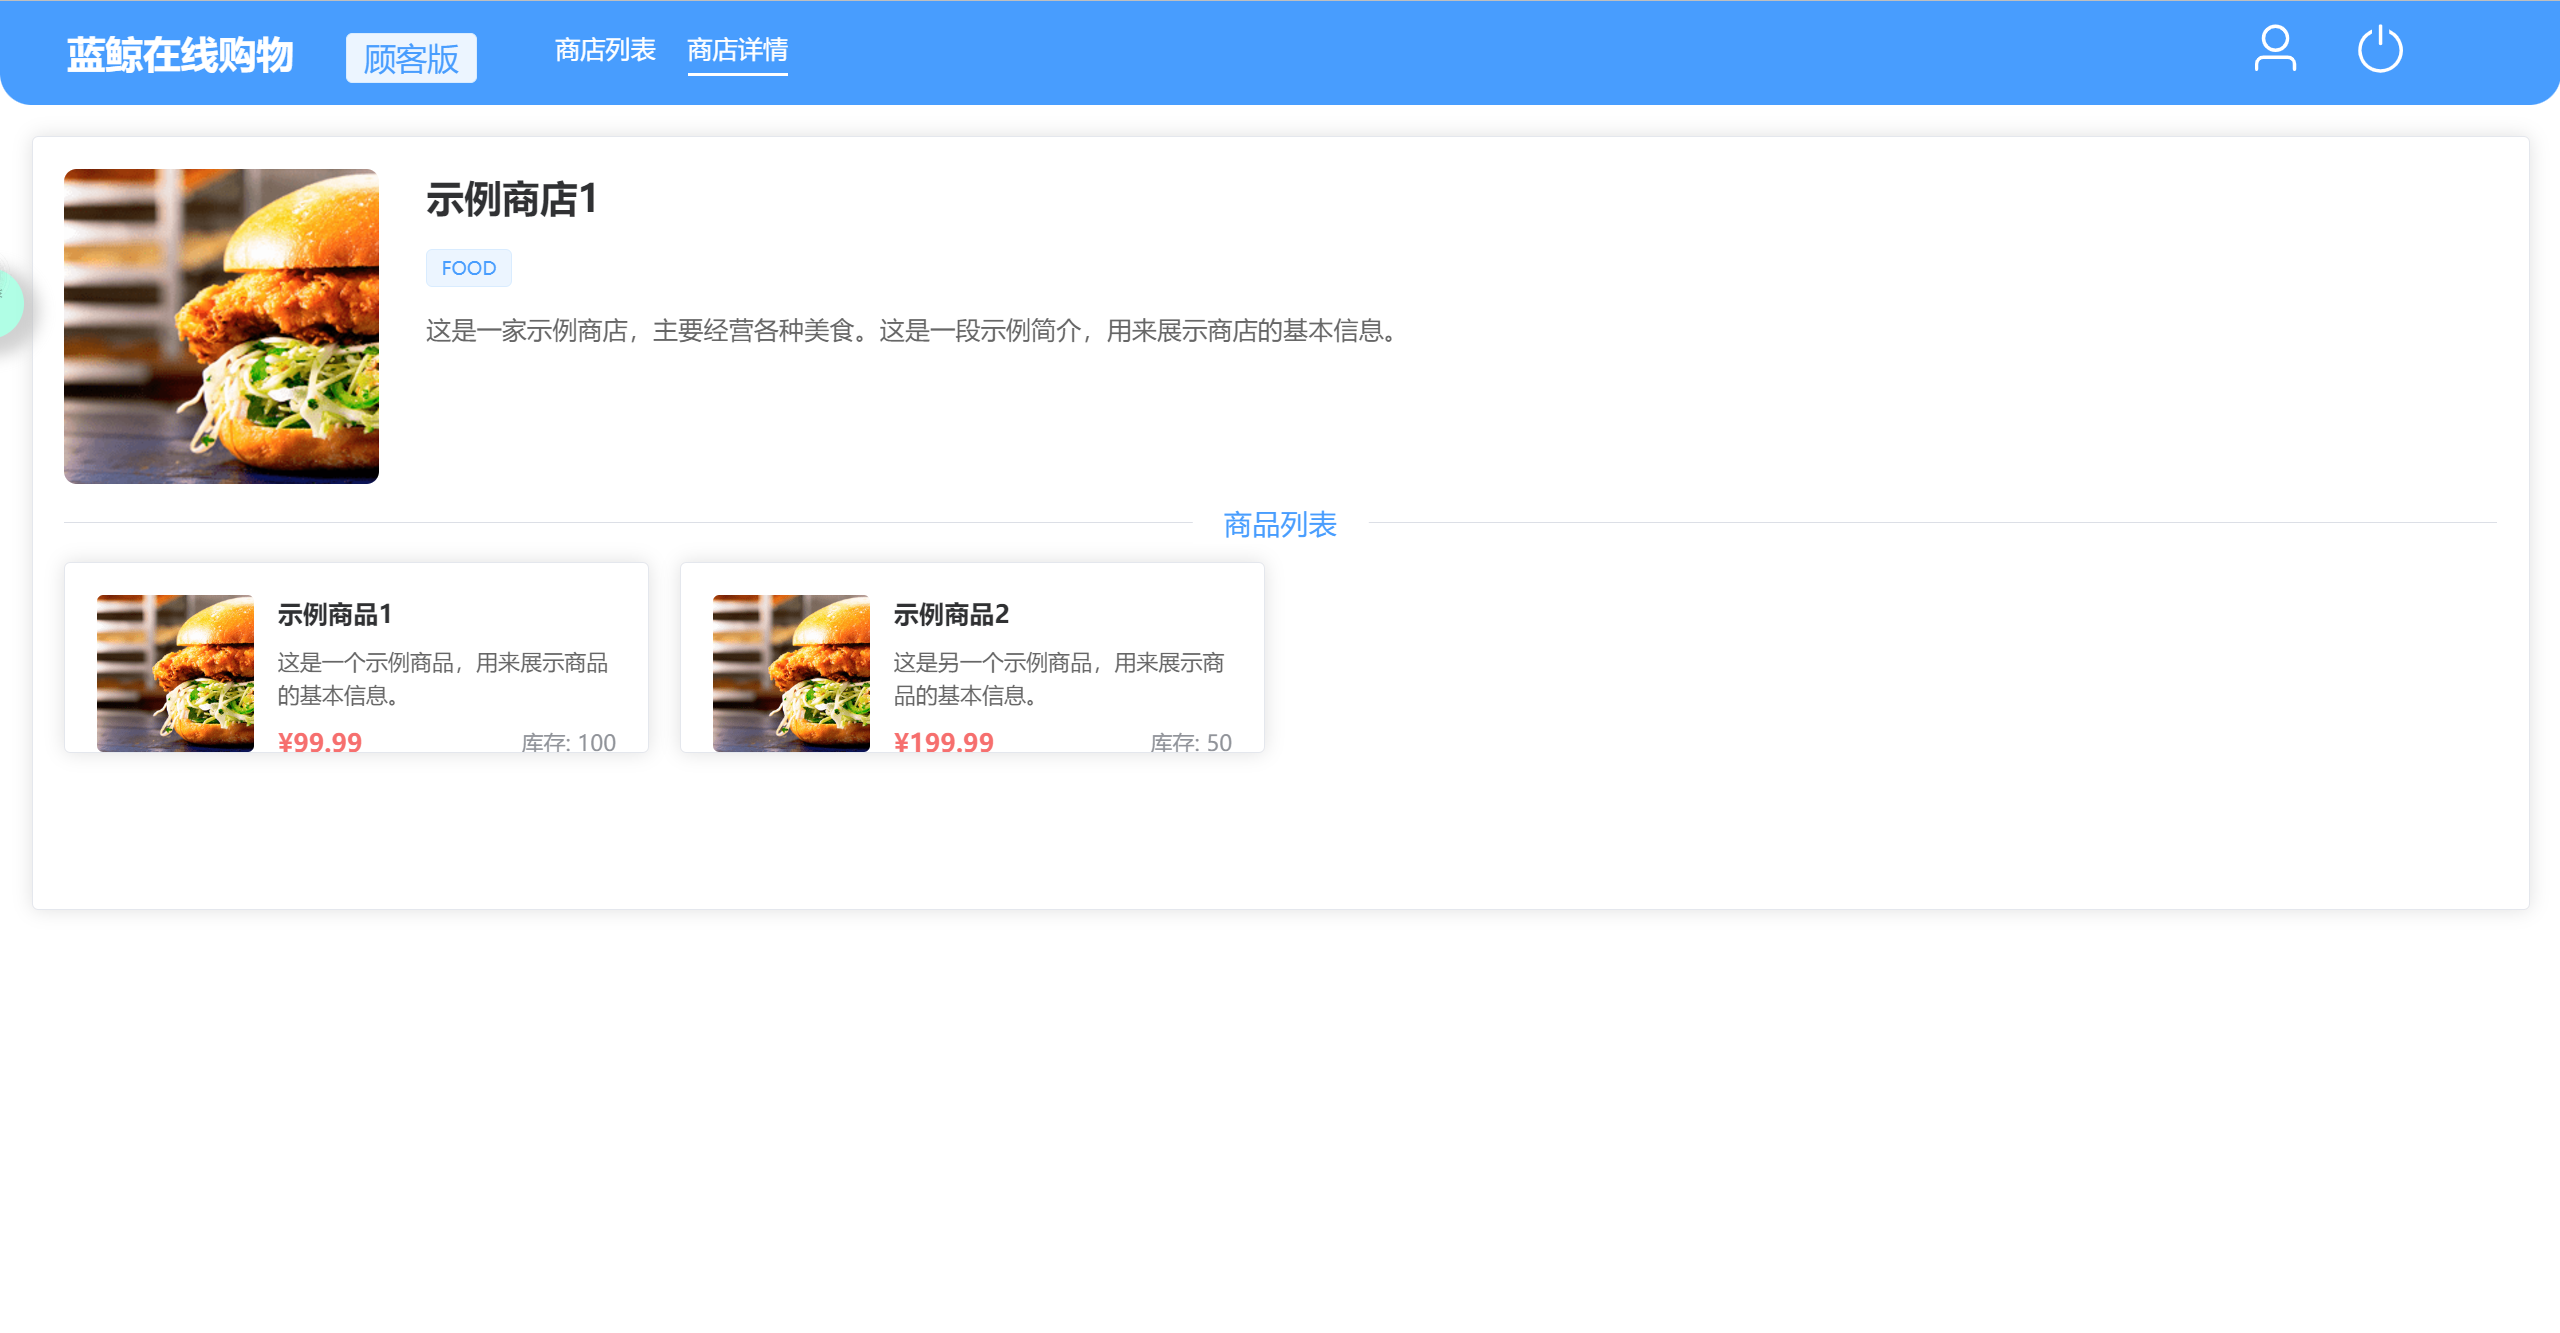 蓝鲸在线购物
顾客版
商店列表
商店详情
示例商店1
FOOD
这是一家示例商店，主要经营各种美食。这是一段示例简介，用来展示商店的基本信息。
商品列表
示例商品1
这是一个示例商品，用来展示商品
的基本信息。
¥99.99
库存: 100
示例商品2
这是另一个示例商品，用来展示商
品的基本信息。
¥199.99
库存: 50